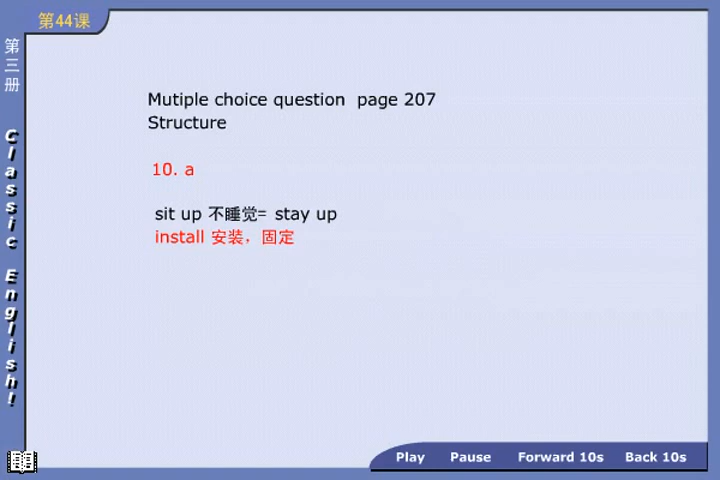 第44课
第三册
Classic English!
Mutiple choice question page 207
Structure
10. a
sit up 不睡觉= stay up
install 安装，固定
Play Pause Forward 10s Back 10s